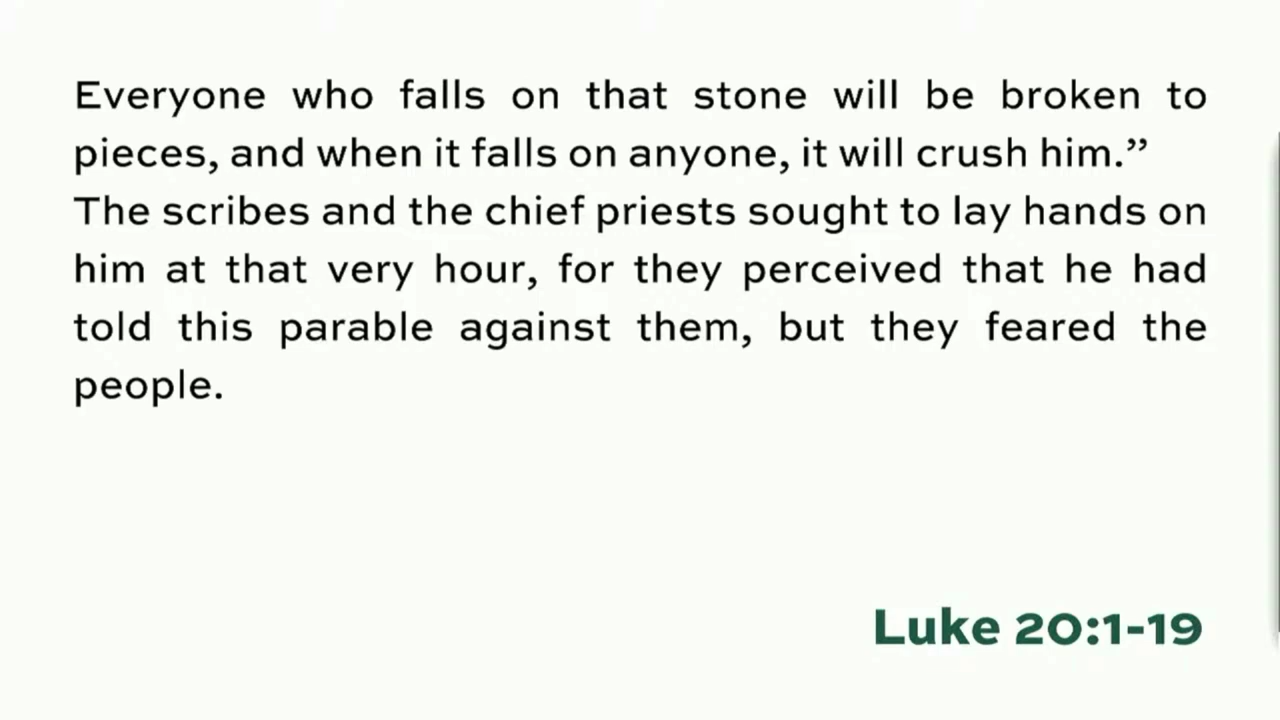 Everyone who falls on that stone will be broken to
pieces, and when it falls on anyone, it will crush him.”
The scribes and the chief priests sought to lay hands on
him at that very hour, for they perceived that he had
told this parable against them, but they feared the
people.
Luke 20:1-19